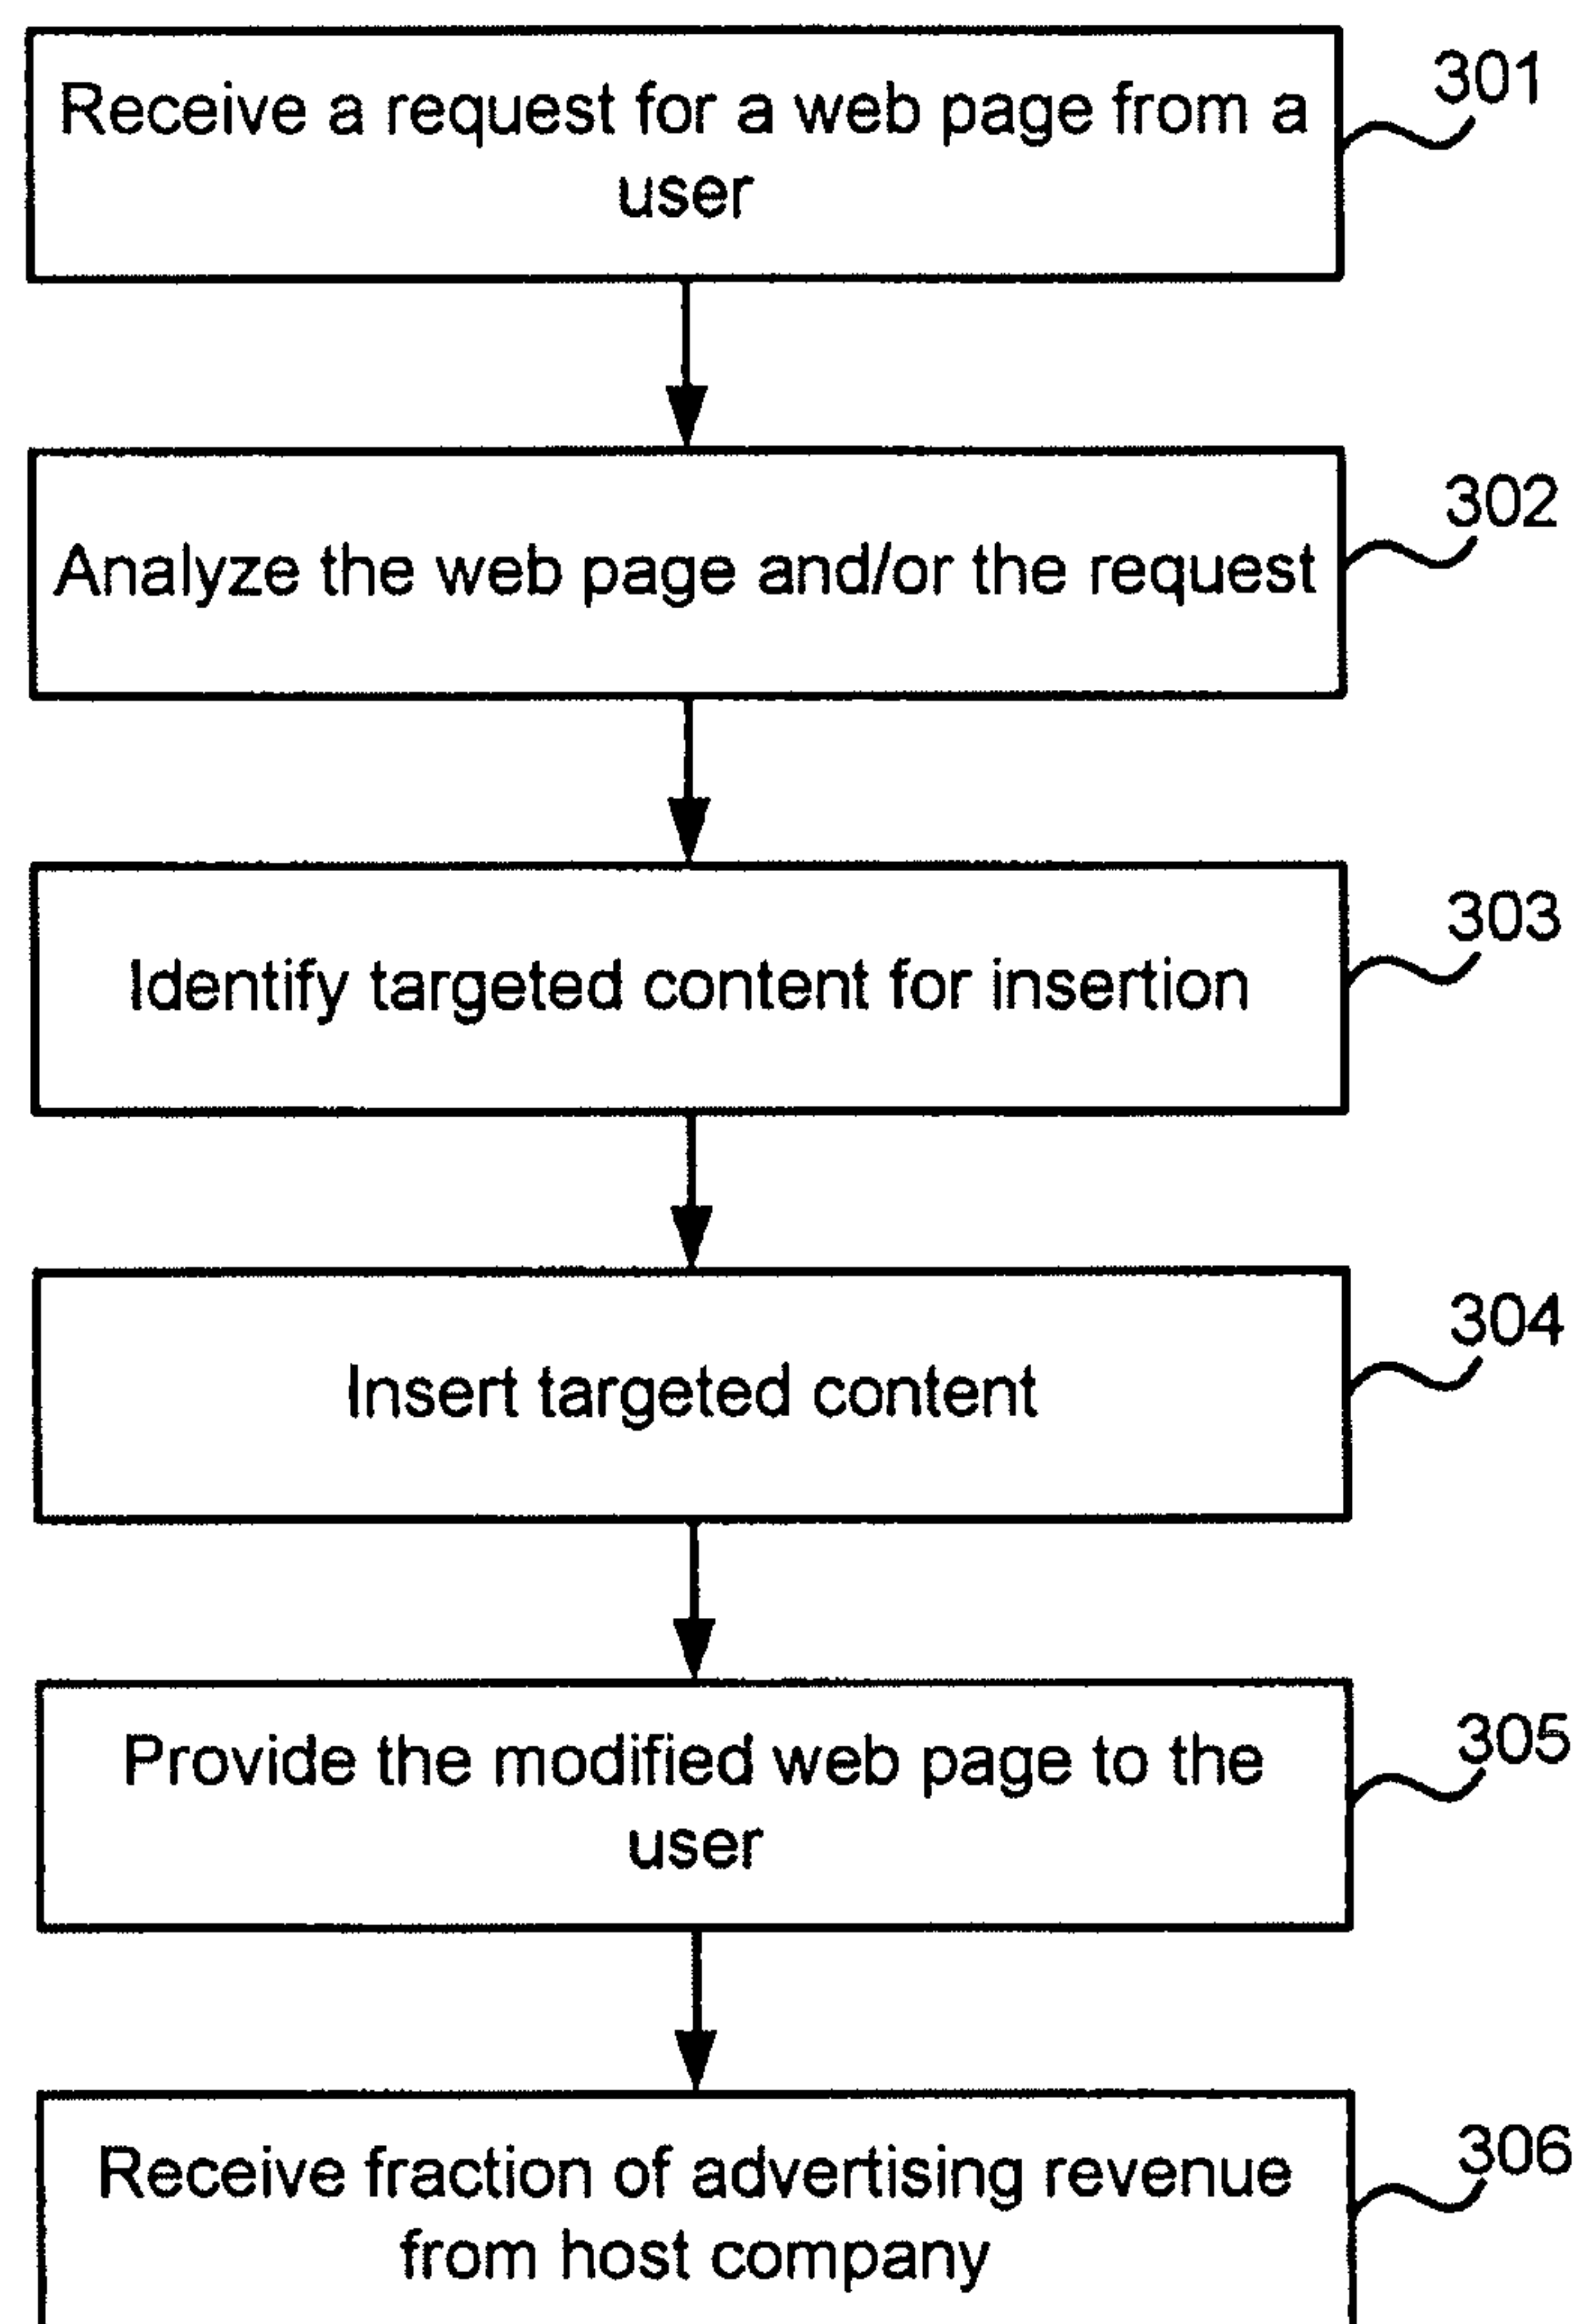 Receive a request for a web page from a
user
301
Analyze the web page and/or the request
302
Identify targeted content for insertion
303
Insert targeted content
304
Provide the modified web page to the
user
305
Receive fraction of advertising revenue
from host company
306